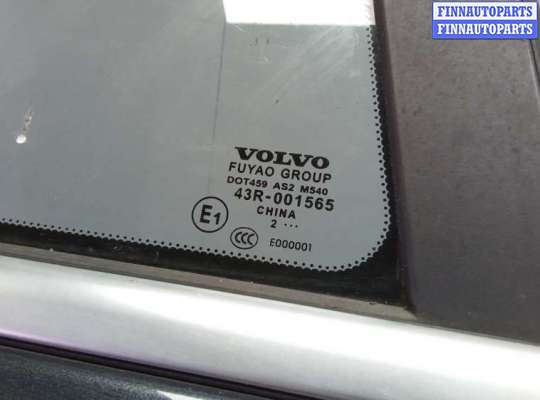 FINNAUTOPARTS
FINNAUTOPARTS
VOLVO
FUYAO GROUP
DOT459 AS2 M540
43R-001565
CHINA
2 ···
E1
CCC E000001